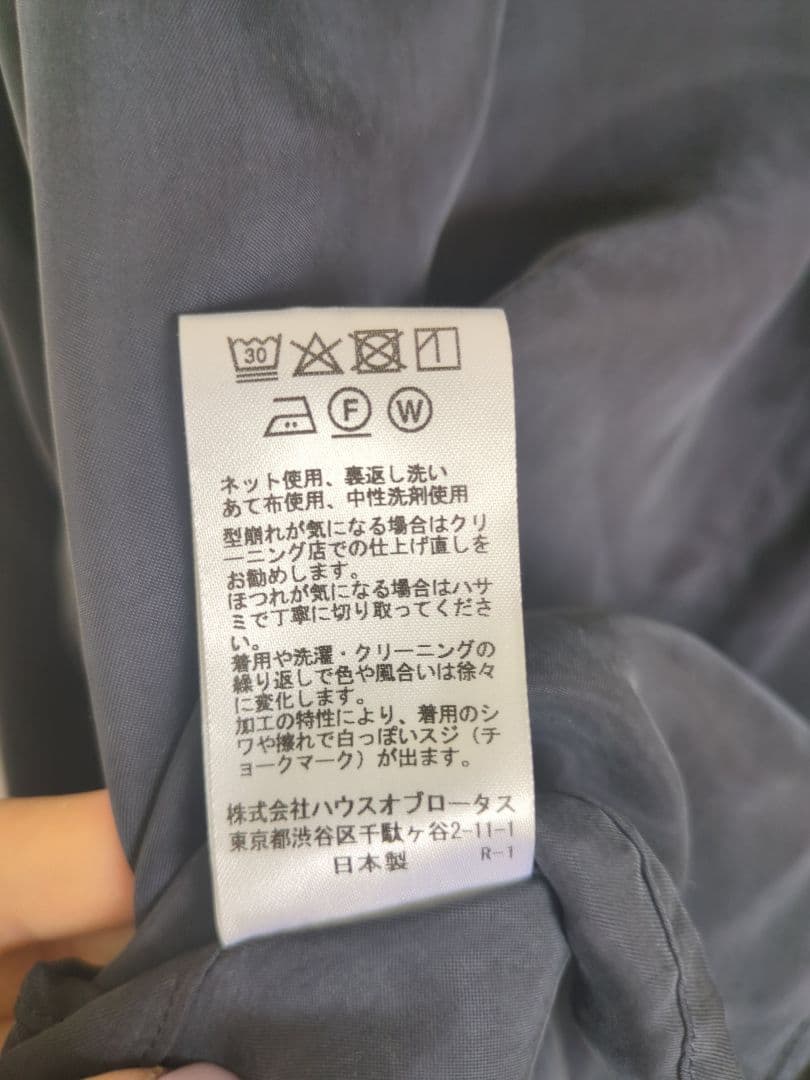 30
F W
ネット使用、裏返し洗い
あて布使用、中性洗剤使用
型崩れが気になる場合はクリ
ーニング店での仕上げ直しを
お勧めします。
ほつれが気になる場合はハサ
ミで丁寧に切り取ってくださ
い。
着用や洗濯・クリーニングの
繰り返しで色や風合いは徐々
に変化します。
加工の特性により、着用のシ
ワや擦れで白っぽいスジ（チ
ョークマーク）が出ます。
株式会社ハウスオブロータス
東京都渋谷区千駄ヶ谷2-11-1
日本製 R-1